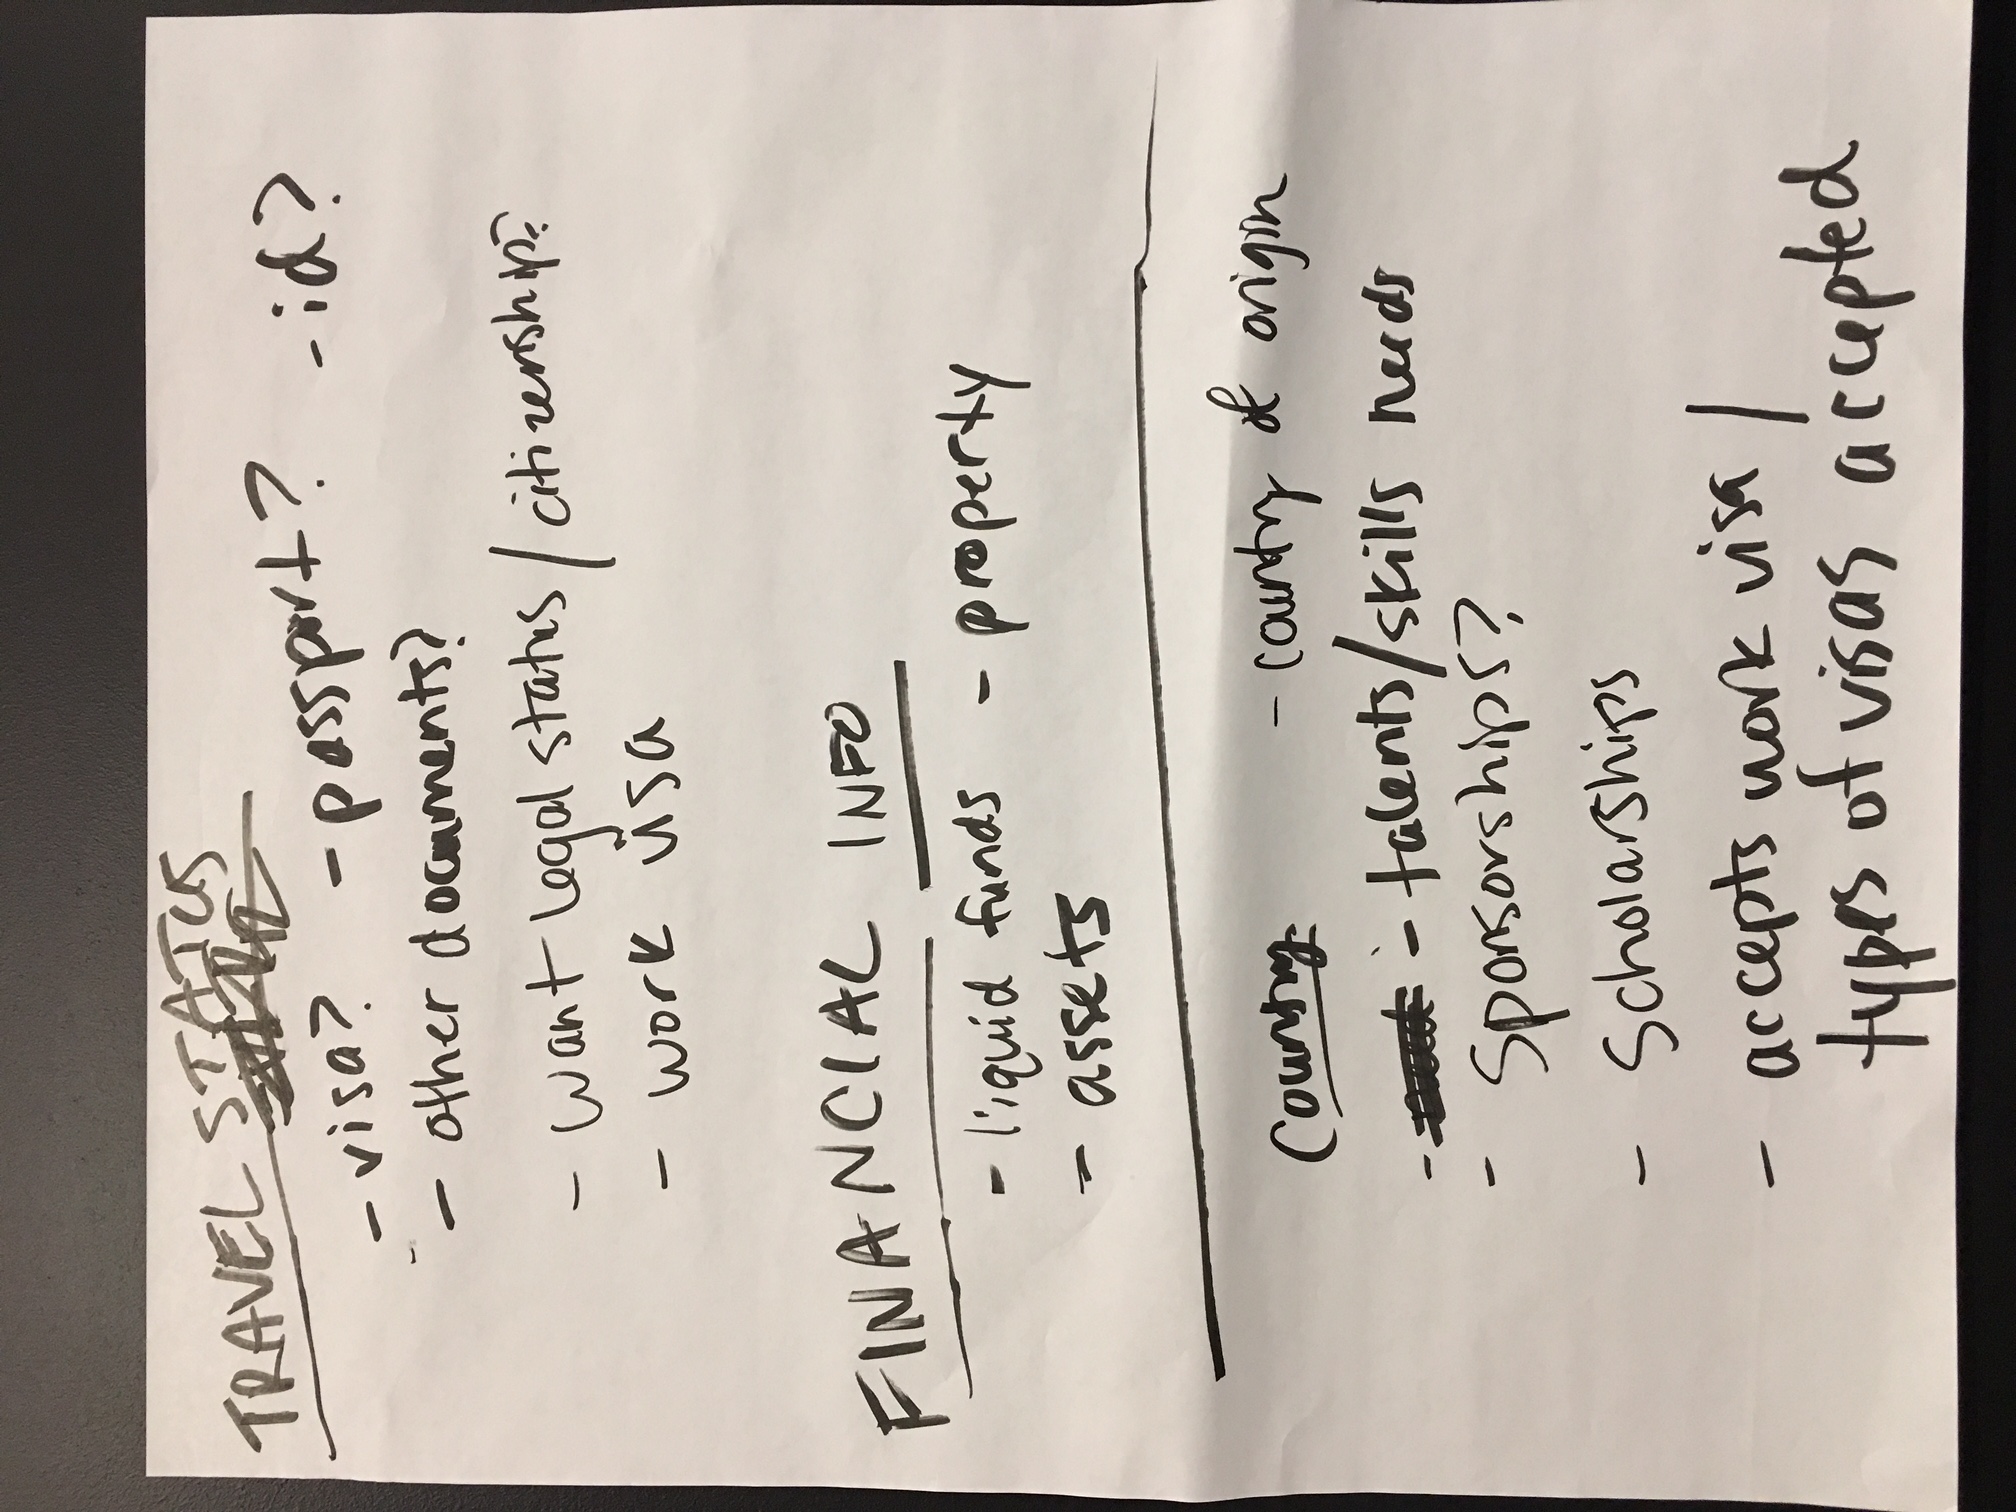 TRAVEL STATUS
- visa? - passport? - id?
- other documents?
- want legal status / citizenship?
- work visa
FINANCIAL INFO
- liquid funds - property
- assets
Country - country of origin
- - talents/skills needs
- Sponsorships?
- Scholarships
- accepts work visa /
types of visas accepted